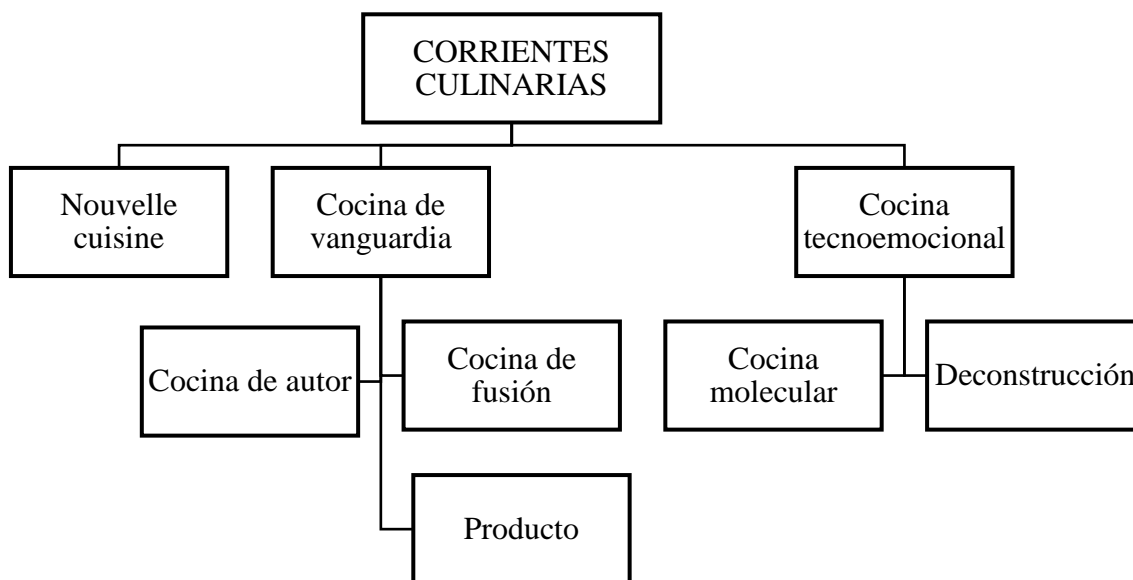 CORRIENTES
CULINARIAS
Nouvelle
cuisine
Cocina de
vanguardia
Cocina
tecnoemocional
Cocina de autor
Cocina de
fusión
Cocina
molecular
Deconstrucción
Producto